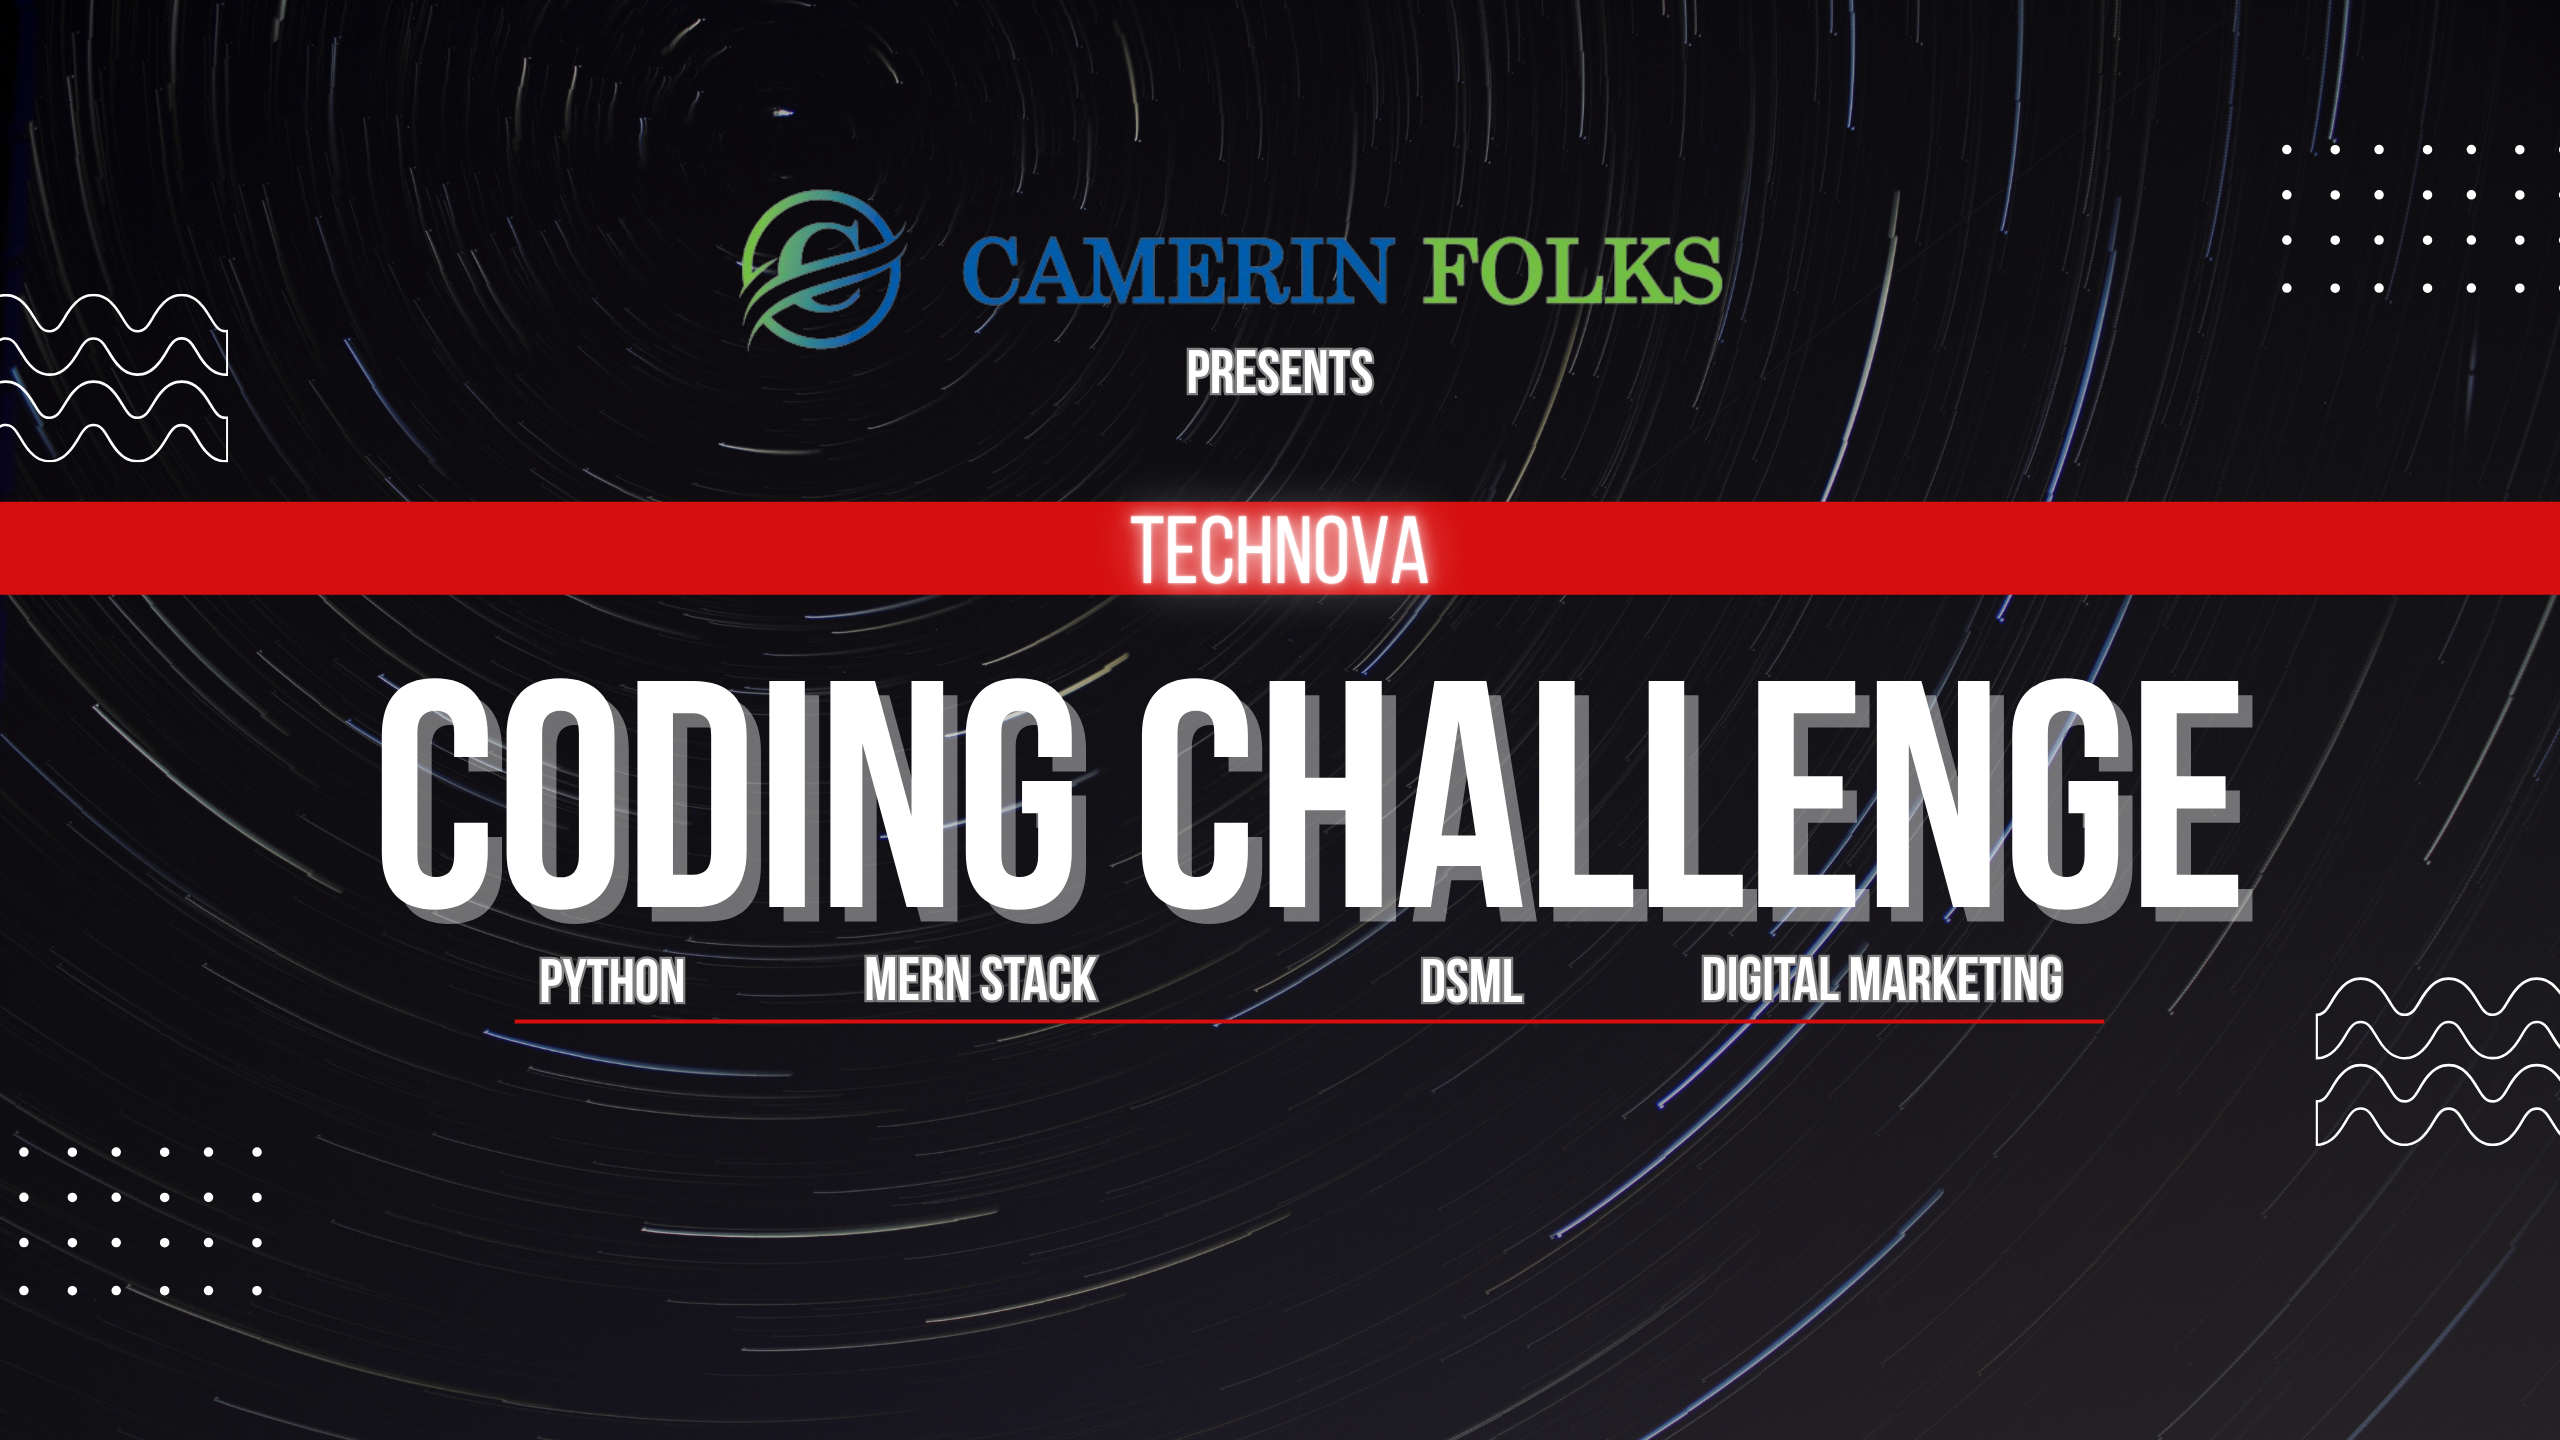 CAMERIN FOLKS
PRESENTS
TECHNOVA
CODING CHALLENGE
PYTHON MERN STACK DSML DIGITAL MARKETING